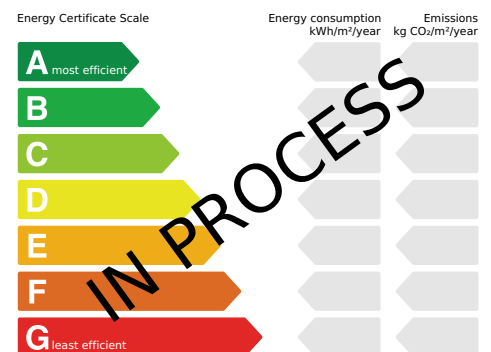 Energy Certificate Scale
Energy consumption
kWh/m²/year
Emissions
kg CO₂/m²/year
A most efficient
B
C
D
E
F
G least efficient
IN PROCESS